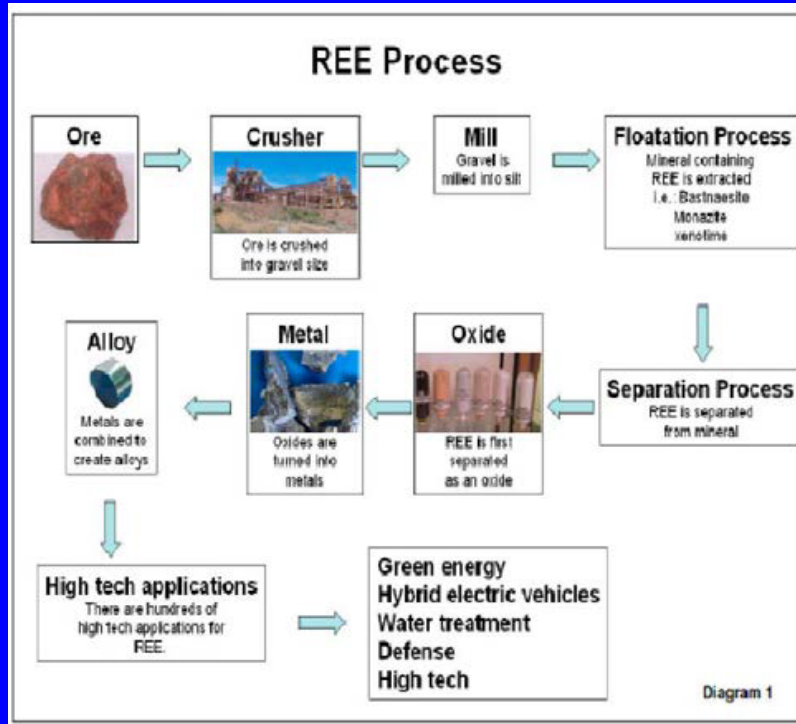 REE Process
Ore
Crusher
Ore is crushed
into gravel size
Mill
Gravel is
milled into silt
Floatation Process
Mineral containing
REE is extracted
i.e.: Bastnaesite
Monazite
xenotime
Separation Process
REE is separated
from mineral
Oxide
REE is first
separated
as an oxide
Metal
Oxides are
turned into
metals
Alloy
Metals are
combined to
create alloys
High tech applications
There are hundreds of
high tech applications for
REE.
Green energy
Hybrid electric vehicles
Water treatment
Defense
High tech
Diagram 1